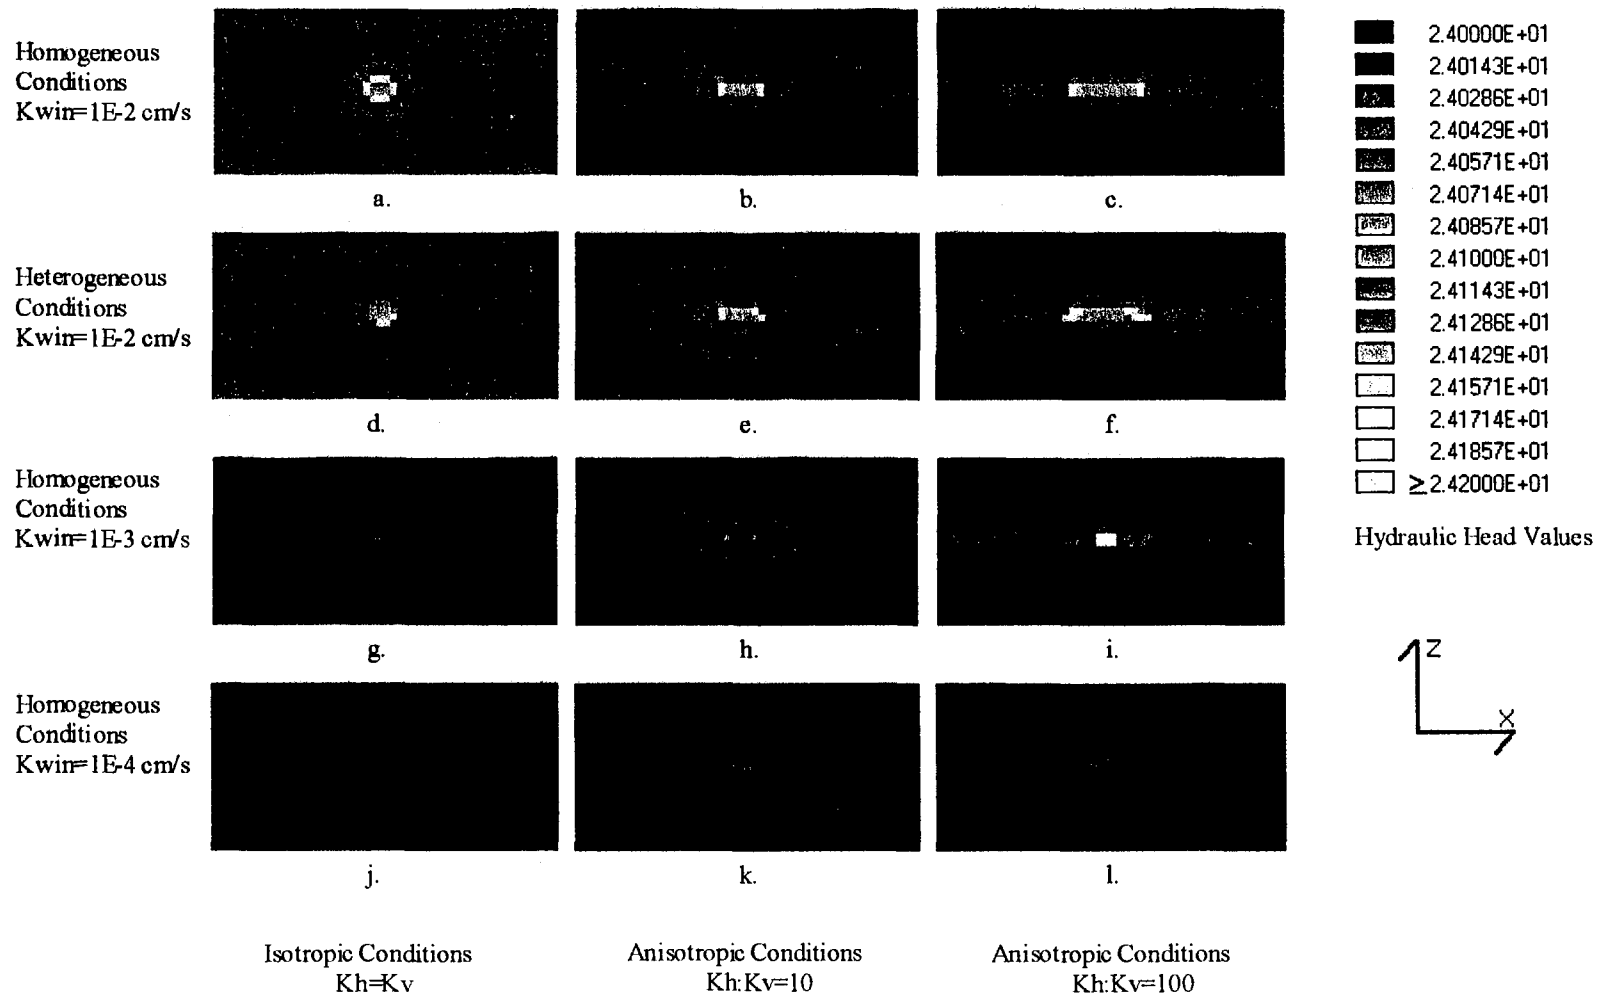 Homogeneous
Conditions
Kwin=1E-2 cm/s
a.
b.
c.
Heterogeneous
Conditions
Kwin=1E-2 cm/s
d.
e.
f.
Homogeneous
Conditions
Kwin=1E-3 cm/s
g.
h.
i.
Homogeneous
Conditions
Kwin=1E-4 cm/s
j.
k.
l.
Isotropic Conditions
Kh=Kv
Anisotropic Conditions
Kh:Kv=10
Anisotropic Conditions
Kh:Kv=100
2.40000E+01
2.40143E+01
2.40286E+01
2.40429E+01
2.40571E+01
2.40714E+01
2.40857E+01
2.41000E+01
2.41143E+01
2.41286E+01
2.41429E+01
2.41571E+01
2.41714E+01
2.41857E+01
≥2.42000E+01
Hydraulic Head Values
Z
X